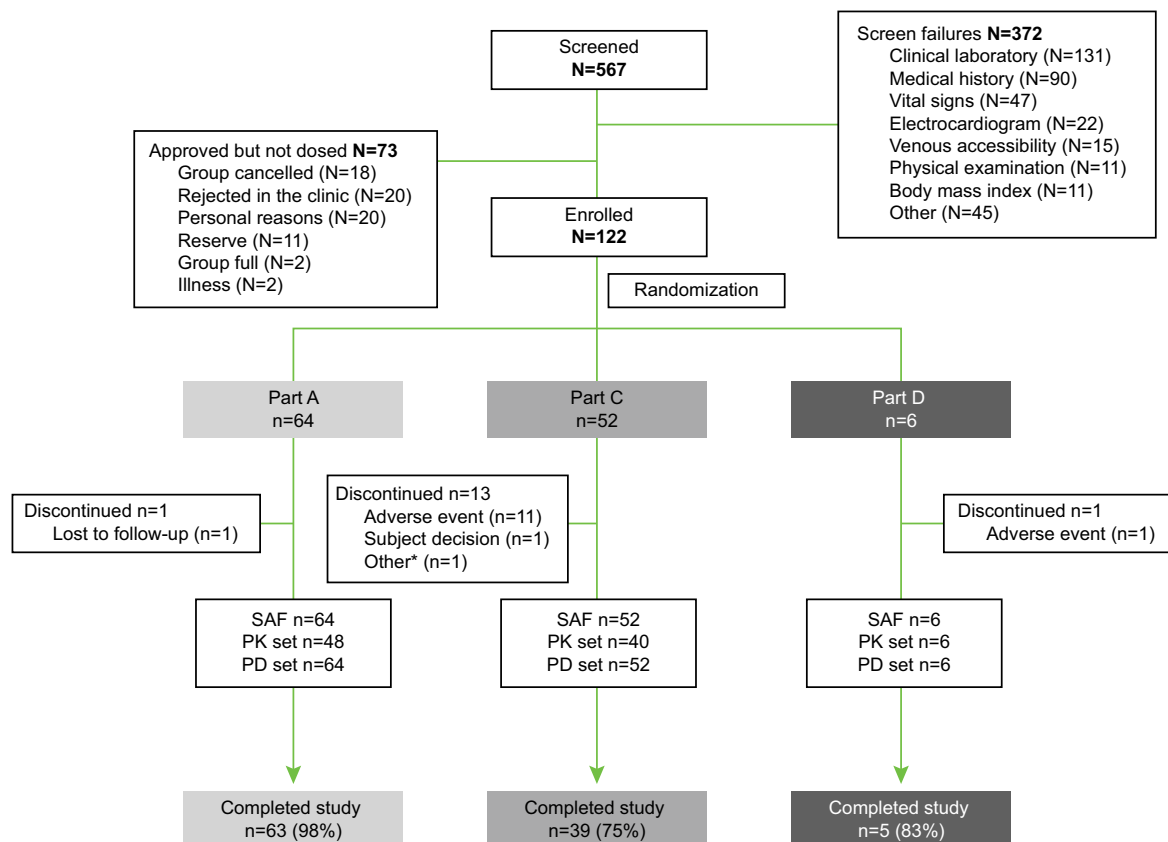 Screened
N=567
Screen failures N=372
Clinical laboratory (N=131)
Medical history (N=90)
Vital signs (N=47)
Electrocardiogram (N=22)
Venous accessibility (N=15)
Physical examination (N=11)
Body mass index (N=11)
Other (N=45)
Approved but not dosed N=73
Group cancelled (N=18)
Rejected in the clinic (N=20)
Personal reasons (N=20)
Reserve (N=11)
Group full (N=2)
Illness (N=2)
Enrolled
N=122
Randomization
Part A
n=64
Part C
n=52
Part D
n=6
Discontinued n=1
Lost to follow-up (n=1)
Discontinued n=13
Adverse event (n=11)
Subject decision (n=1)
Other* (n=1)
Discontinued n=1
Adverse event (n=1)
SAF n=64
PK set n=48
PD set n=64
SAF n=52
PK set n=40
PD set n=52
SAF n=6
PK set n=6
PD set n=6
Completed study
n=63 (98%)
Completed study
n=39 (75%)
Completed study
n=5 (83%)